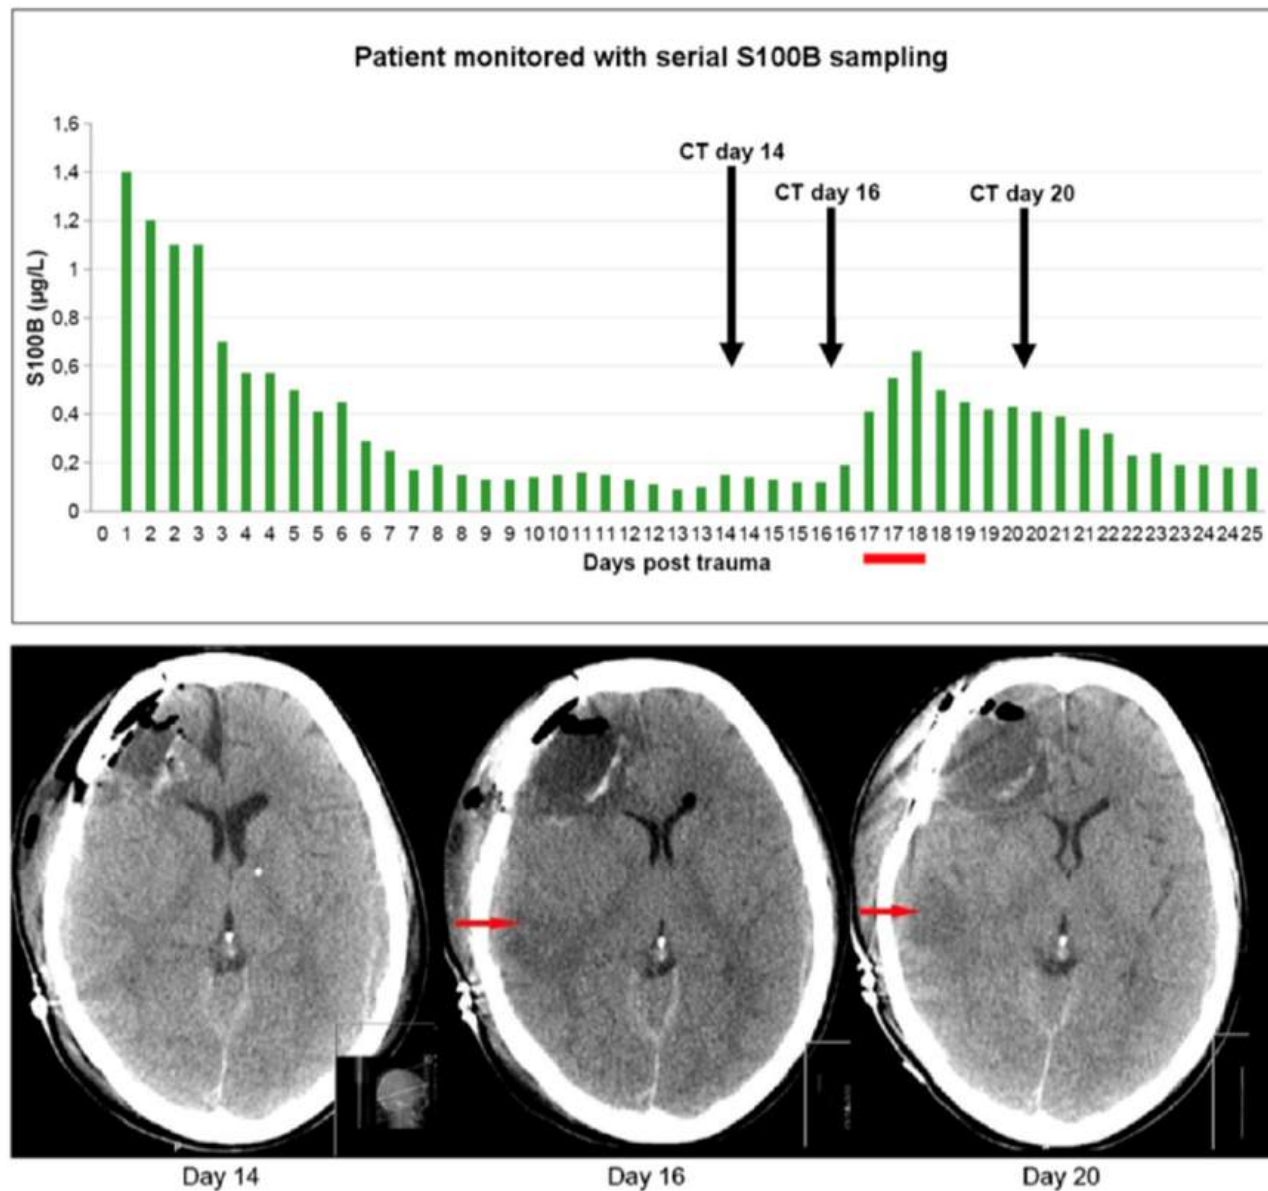 Patient monitored with serial S100B sampling
S100B (µg/L)
1,6
1,4
1,2
1
0,8
0,6
0,4
0,2
0
CT day 14
CT day 16
CT day 20
0 1 2 2 3 3 4 4 5 5 6 6 7 7 8 8 9 9 10 10 11 11 12 12 13 13 14 14 15 15 16 16 17 17 18 18 19 19 20 20 21 21 22 22 23 23 24 24 25
Days post trauma
Day 14 Day 16 Day 20